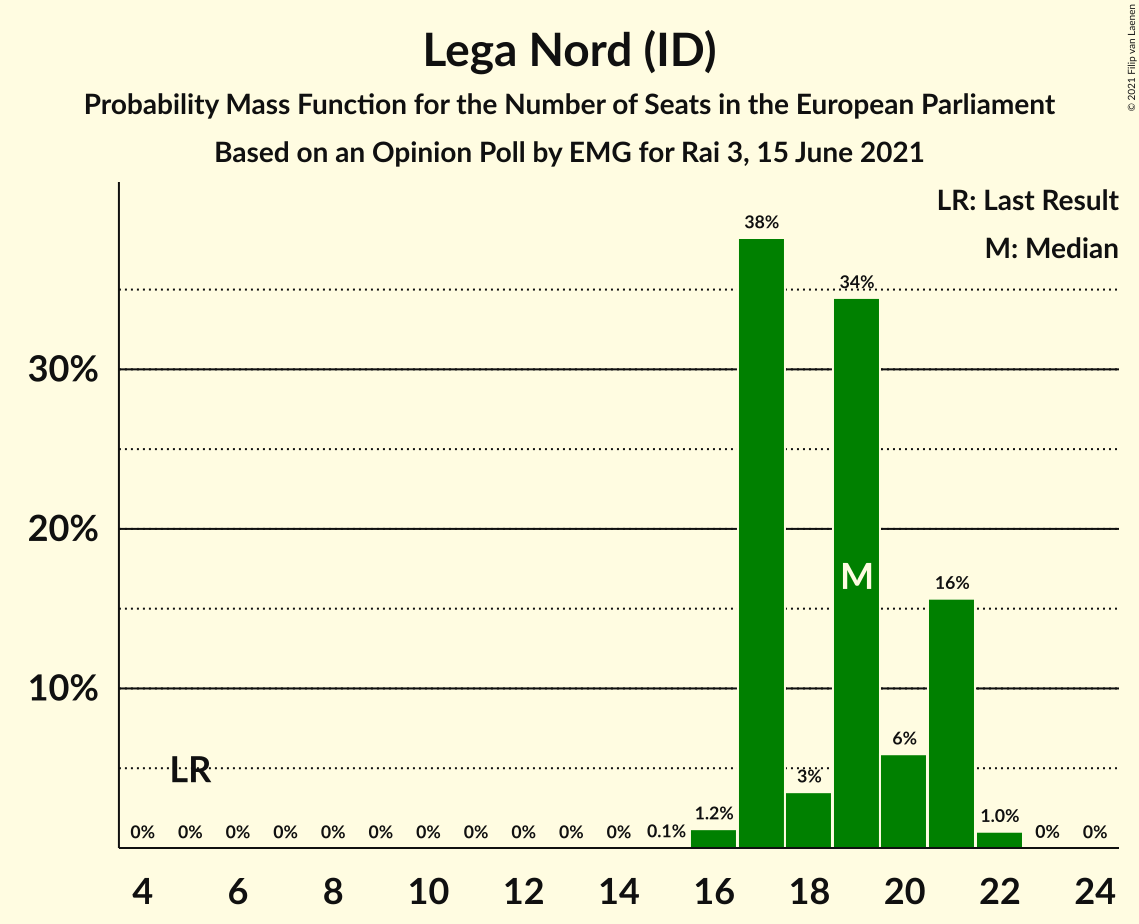 Lega Nord (ID)
Probability Mass Function for the Number of Seats in the European Parliament
Based on an Opinion Poll by EMG for Rai 3, 15 June 2021
© 2021 Filip van Laenen
LR: Last Result
M: Median
38%
34%
30%
20%
M
16%
10%
6%
LR
3%
1.2%
1.0%
0% 0% 0% 0% 0% 0% 0% 0% 0% 0% 0% 0.1% 0% 0%
4 6 8 10 12 14 16 18 20 22 24